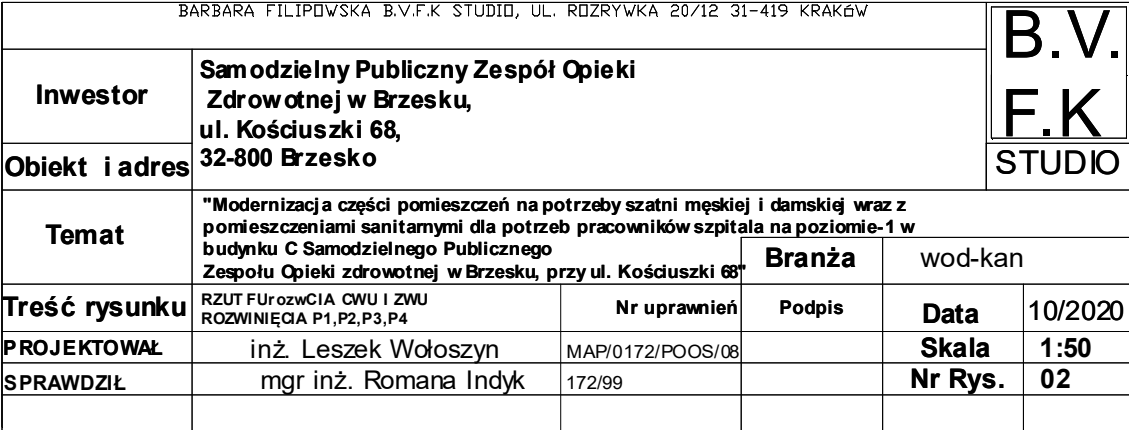 BARBARA FILIPOWSKA B.V.F.K STUDIO, UL. ROZRYWKA 20/12 31-419 KRAKóW
B.V.
F.K
STUDIO
Inwestor
Samodzielny Publiczny Zespół Opieki
Zdrowotnej w Brzesku,
ul. Kościuszki 68,
32-800 Brzesko
Obiekt i adres
Temat
"Modernizacja części pomieszczeń na potrzeby szatni męskiej i damskiej wraz z
pomieszczeniami sanitarnymi dla potrzeb pracowników szpitala na poziomie-1 w
budynku C Samodzielnego Publicznego
Zespołu Opieki zdrowotnej w Brzesku, przy ul. Kościuszki 68"
Branża wod-kan
Treść rysunku
RZUT FUrozwCIA CWU I ZWU
ROZWINIĘCIA P1,P2,P3,P4
Nr uprawnień Podpis Data 10/2020
PROJEKTOWAŁ inż. Leszek Wołoszyn MAP/0172/POOS/08 Skala 1:50
SPRAWDZIŁ mgr inż. Romana Indyk 172/99 Nr Rys. 02